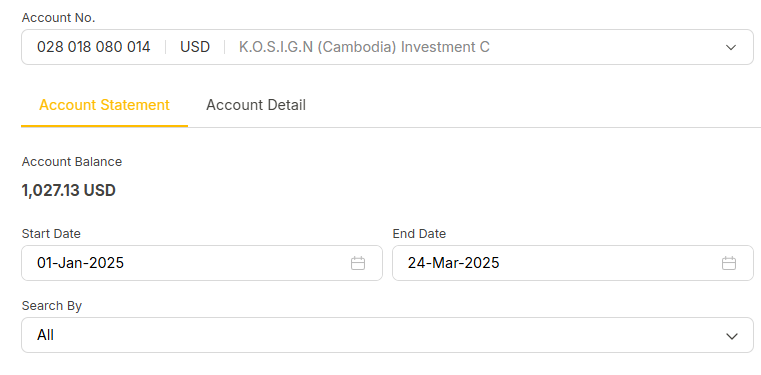 Account No.
028 018 080 014 USD K.O.S.I.G.N (Cambodia) Investment C
Account Statement Account Detail
Account Balance
1,027.13 USD
Start Date End Date
01-Jan-2025 24-Mar-2025
Search By
All